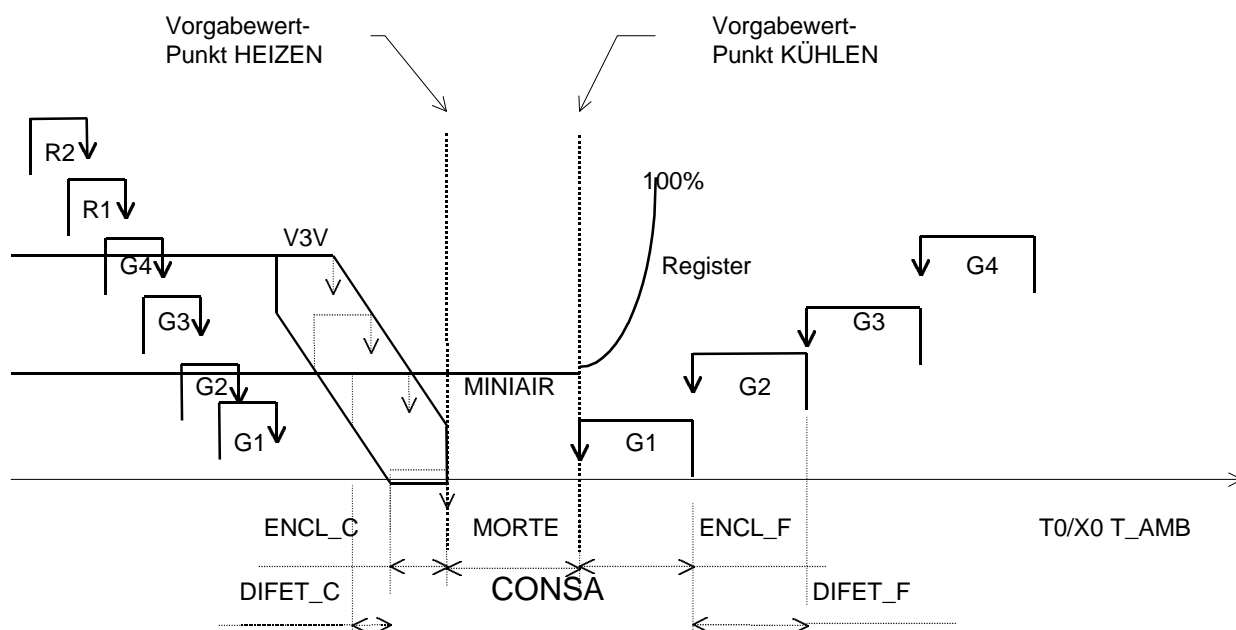 Vorgabewert-
Punkt HEIZEN
Vorgabewert-
Punkt KÜHLEN
R2
R1
G4
G3
G2
G1
V3V
MINIAIR
100%
Register
G1
G2
G3
G4
ENCL_C
MORTE
ENCL_F
T0/X0 T_AMB
DIFET_C
CONSA
DIFET_F